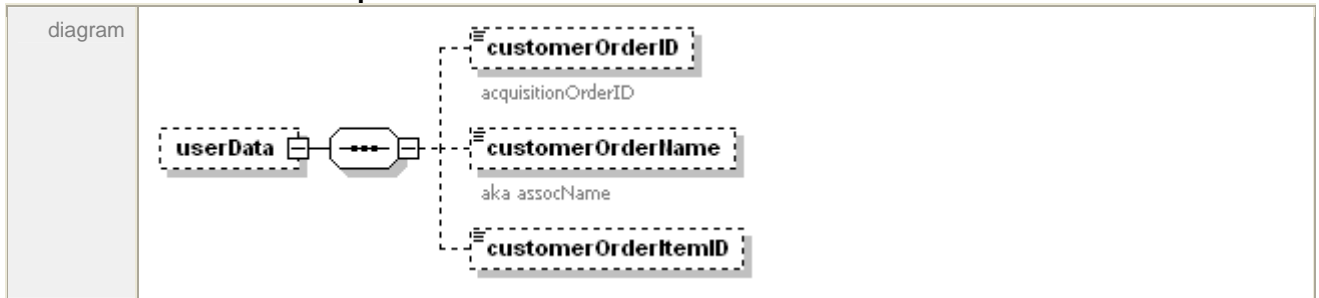 diagram
customerOrderID
acquisitionOrderID
userData
customerOrderName
aka assocName
customerOrderItemID